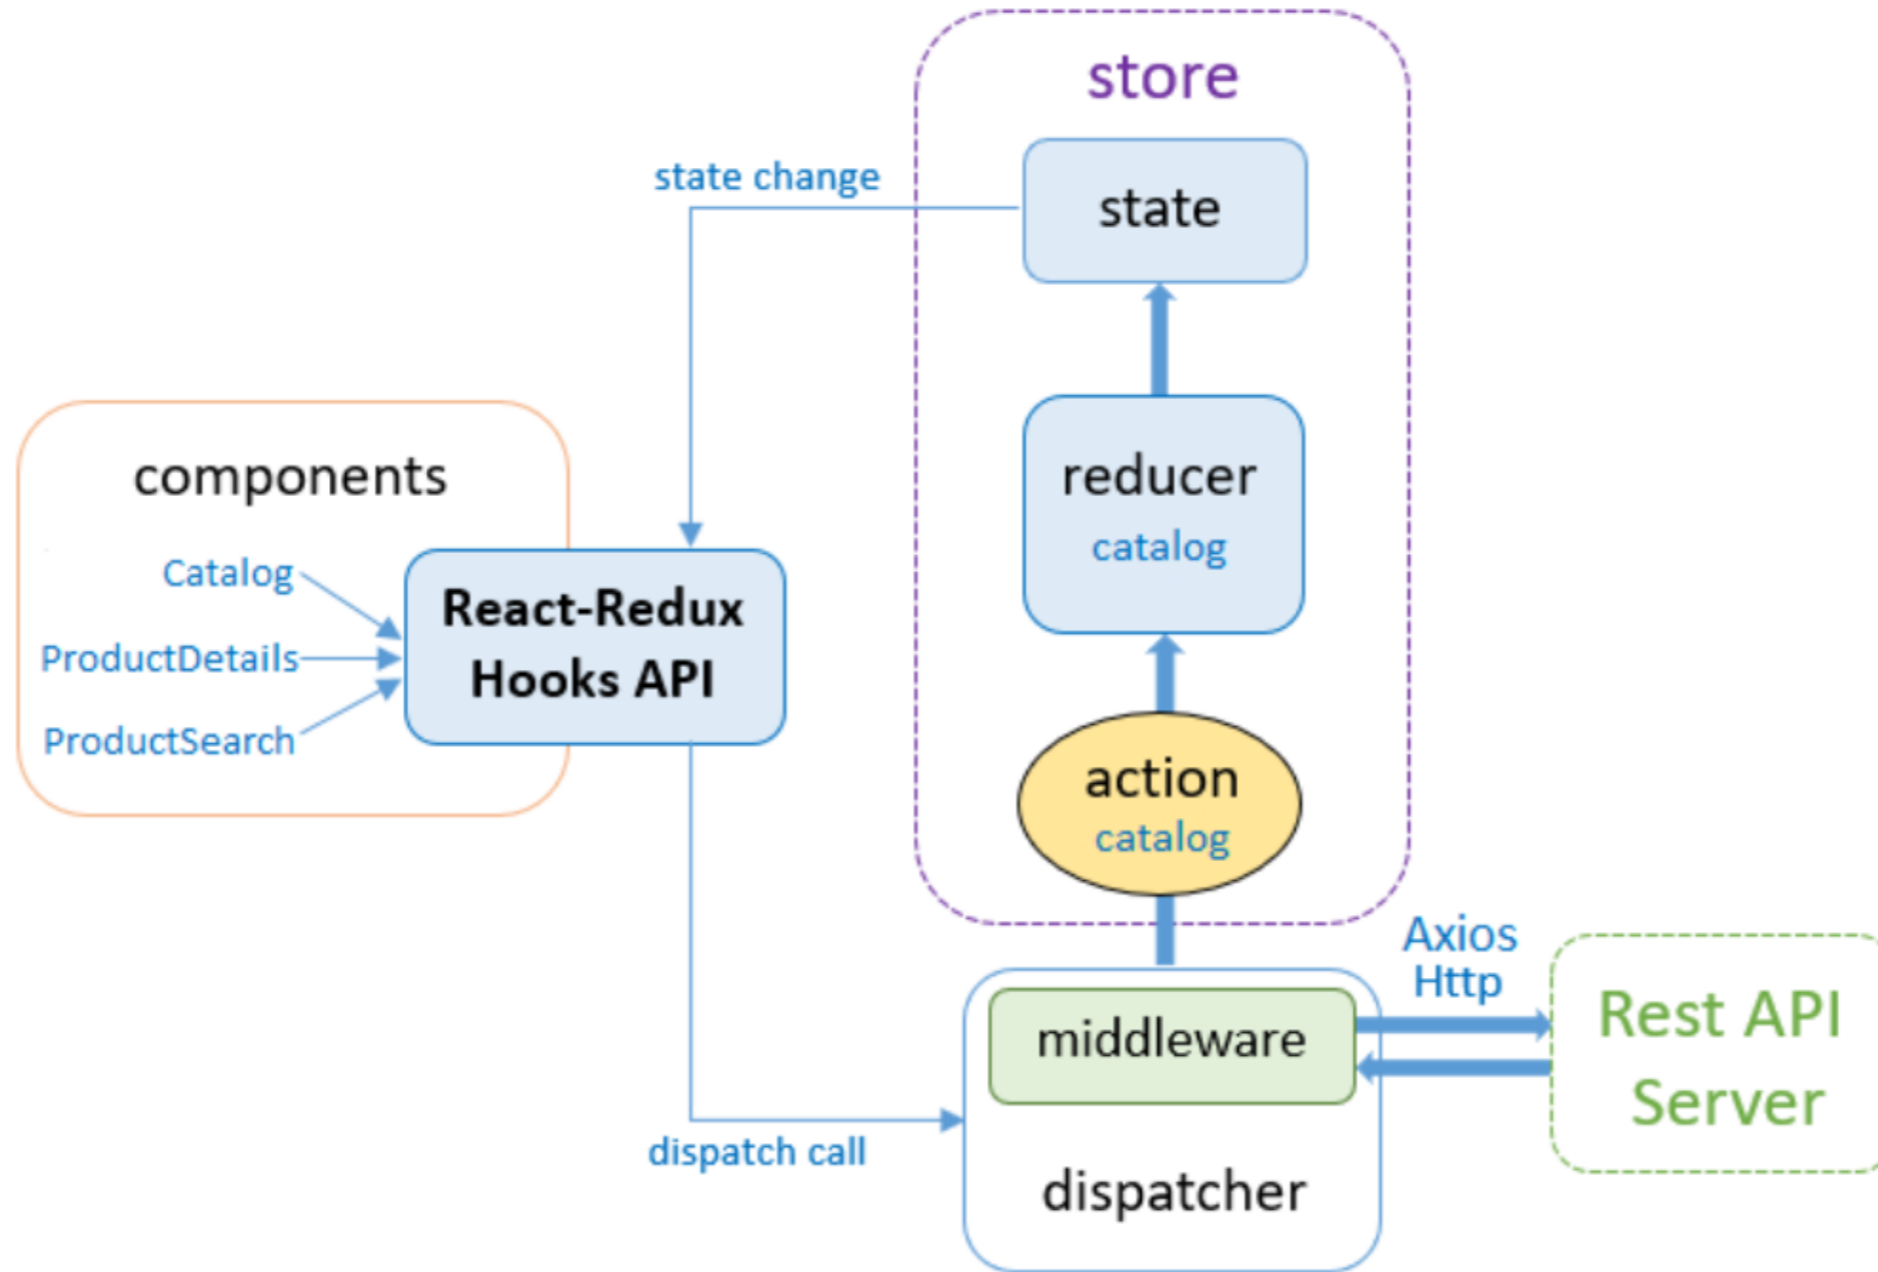 store
state change
state
components
reducer
catalog
Catalog
ProductDetails
ProductSearch
React-Redux
Hooks API
action
catalog
Axios
Http
middleware
Rest API
Server
dispatch call
dispatcher